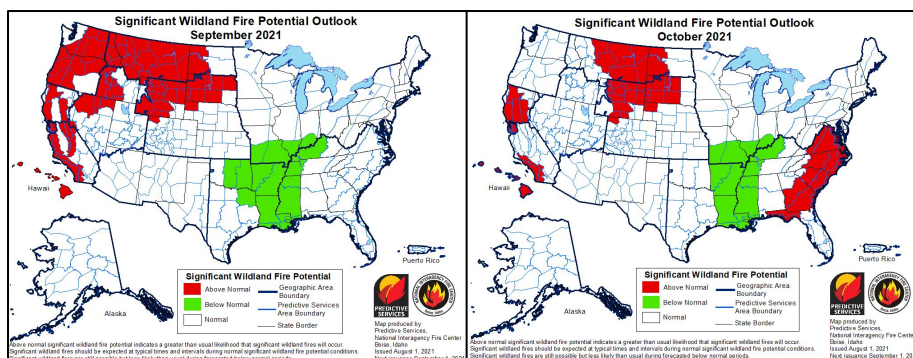 Significant Wildland Fire Potential Outlook
September 2021
Hawaii
Alaska
Puerto Rico
Significant Wildland Fire Potential
Above Normal
Below Normal
Normal
Geographic Area
Boundary
Predictive Services
Area Boundary
State Border
PREDICTIVE
SERVICES
NATIONAL INTERAGENCY FIRE CENTER
Map produced by
Predictive Services,
National Interagency Fire Center
Boise, Idaho
Issued August 1, 2021
Above normal significant wildland fire potential indicates a greater than usual likelihood that significant wildland fires will occur.
Significant wildland fires should be expected at typical times and intervals during normal significant wildland fire potential conditions.
Significant Wildland Fire Potential Outlook
October 2021
Hawaii
Alaska
Puerto Rico
Significant Wildland Fire Potential
Above Normal
Below Normal
Normal
Geographic Area
Boundary
Predictive Services
Area Boundary
State Border
PREDICTIVE
SERVICES
Map produced by
Predictive Services,
National Interagency Fire Center
Boise, Idaho
Issued August 1, 2021
Next issuance September 1,
Above normal significant wildland fire potential indicates a greater than usual likelihood that significant wildland fires will occur.
Significant wildland fires should be expected at typical times and intervals during normal significant wildland fire potential conditions.
Significant wildland fires are still possible but less likely than usual during forecasted below normal periods.